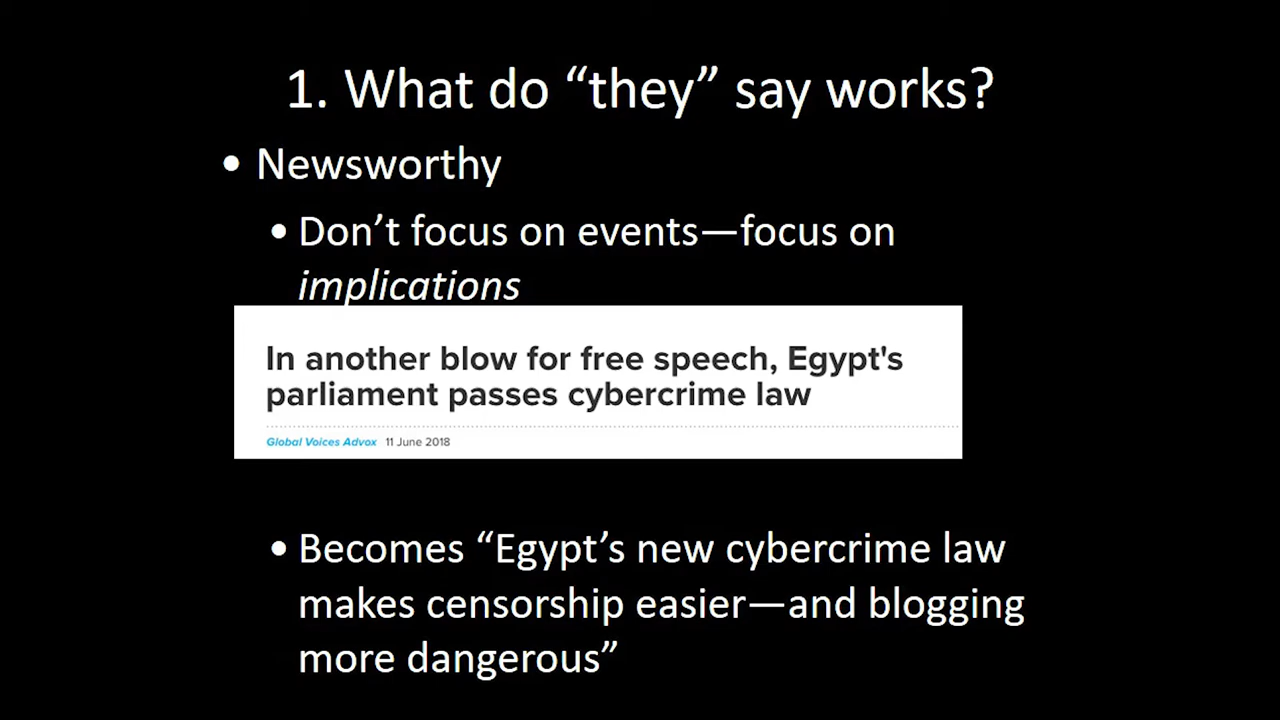 1. What do “they” say works?
• Newsworthy
• Don’t focus on events—focus on
implications
In another blow for free speech, Egypt's
parliament passes cybercrime law
Global Voices Advox 11 June 2018
• Becomes “Egypt’s new cybercrime law
makes censorship easier—and blogging
more dangerous”